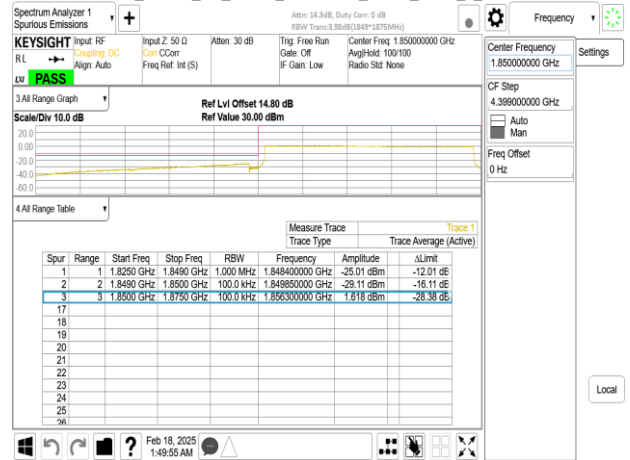 Spectrum Analyzer 1
Spurious Emissions
Attn: 14.3dB, Duty Corr: 0 dB
RBW Trans:3.98dB(1849~1875MHz)
Frequency
Settings
KEYSIGHT
R L
LXI
PASS
Input: RF
Coupling: DC
Align: Auto
Input Z: 50 Ω
Corr CCorr
Freq Ref: Int (S)
Atten: 30 dB
Trig: Free Run
Gate: Off
IF Gain: Low
Center Freq: 1.850000000 GHz
Avg|Hold: 100/100
Radio Std: None
Center Frequency
1.850000000 GHz
CF Step
4.399000000 GHz
Auto
Man
Freq Offset
0 Hz
Local
3 All Range Graph
Scale/Div 10.0 dB
Ref Lvl Offset 14.80 dB
Ref Value 30.00 dBm
20.0
0.00
-20.0
-40.0
-60.0
4 All Range Table
Measure Trace Trace 1
Trace Type Trace Average (Active)
Spur Range Start Freq Stop Freq RBW Frequency Amplitude ΔLimit
1 1 1.8250 GHz 1.8490 GHz 1.000 MHz 1.848400000 GHz -25.01 dBm -12.01 dB
2 2 1.8490 GHz 1.8500 GHz 100.0 kHz 1.849850000 GHz -29.11 dBm -16.11 dB
3 3 1.8500 GHz 1.8750 GHz 100.0 kHz 1.856300000 GHz 1.618 dBm -28.38 dB
17
18
19
20
21
22
23
24
25
26
Feb 18, 2025
1:49:55 AM